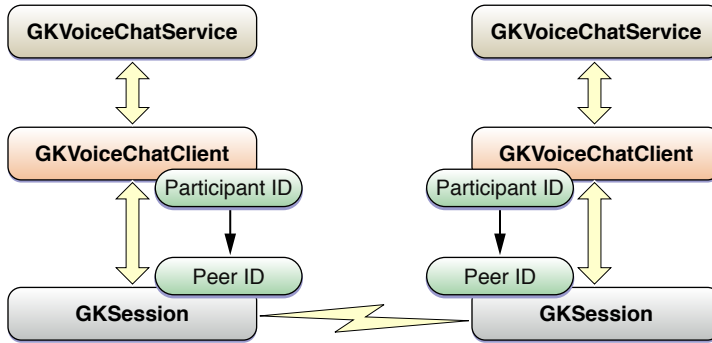 GKVoiceChatService
GKVoiceChatService
GKVoiceChatClient
GKVoiceChatClient
Participant ID
Participant ID
Peer ID
Peer ID
GKSession
GKSession